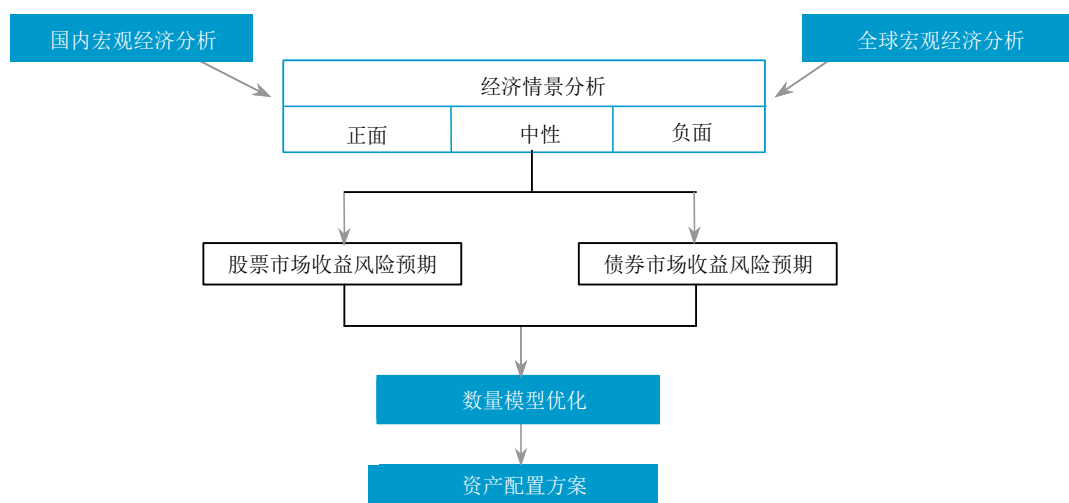 国内宏观经济分析
全球宏观经济分析
经济情景分析
正面
中性
负面
股票市场收益风险预期
债券市场收益风险预期
数量模型优化
资产配置方案